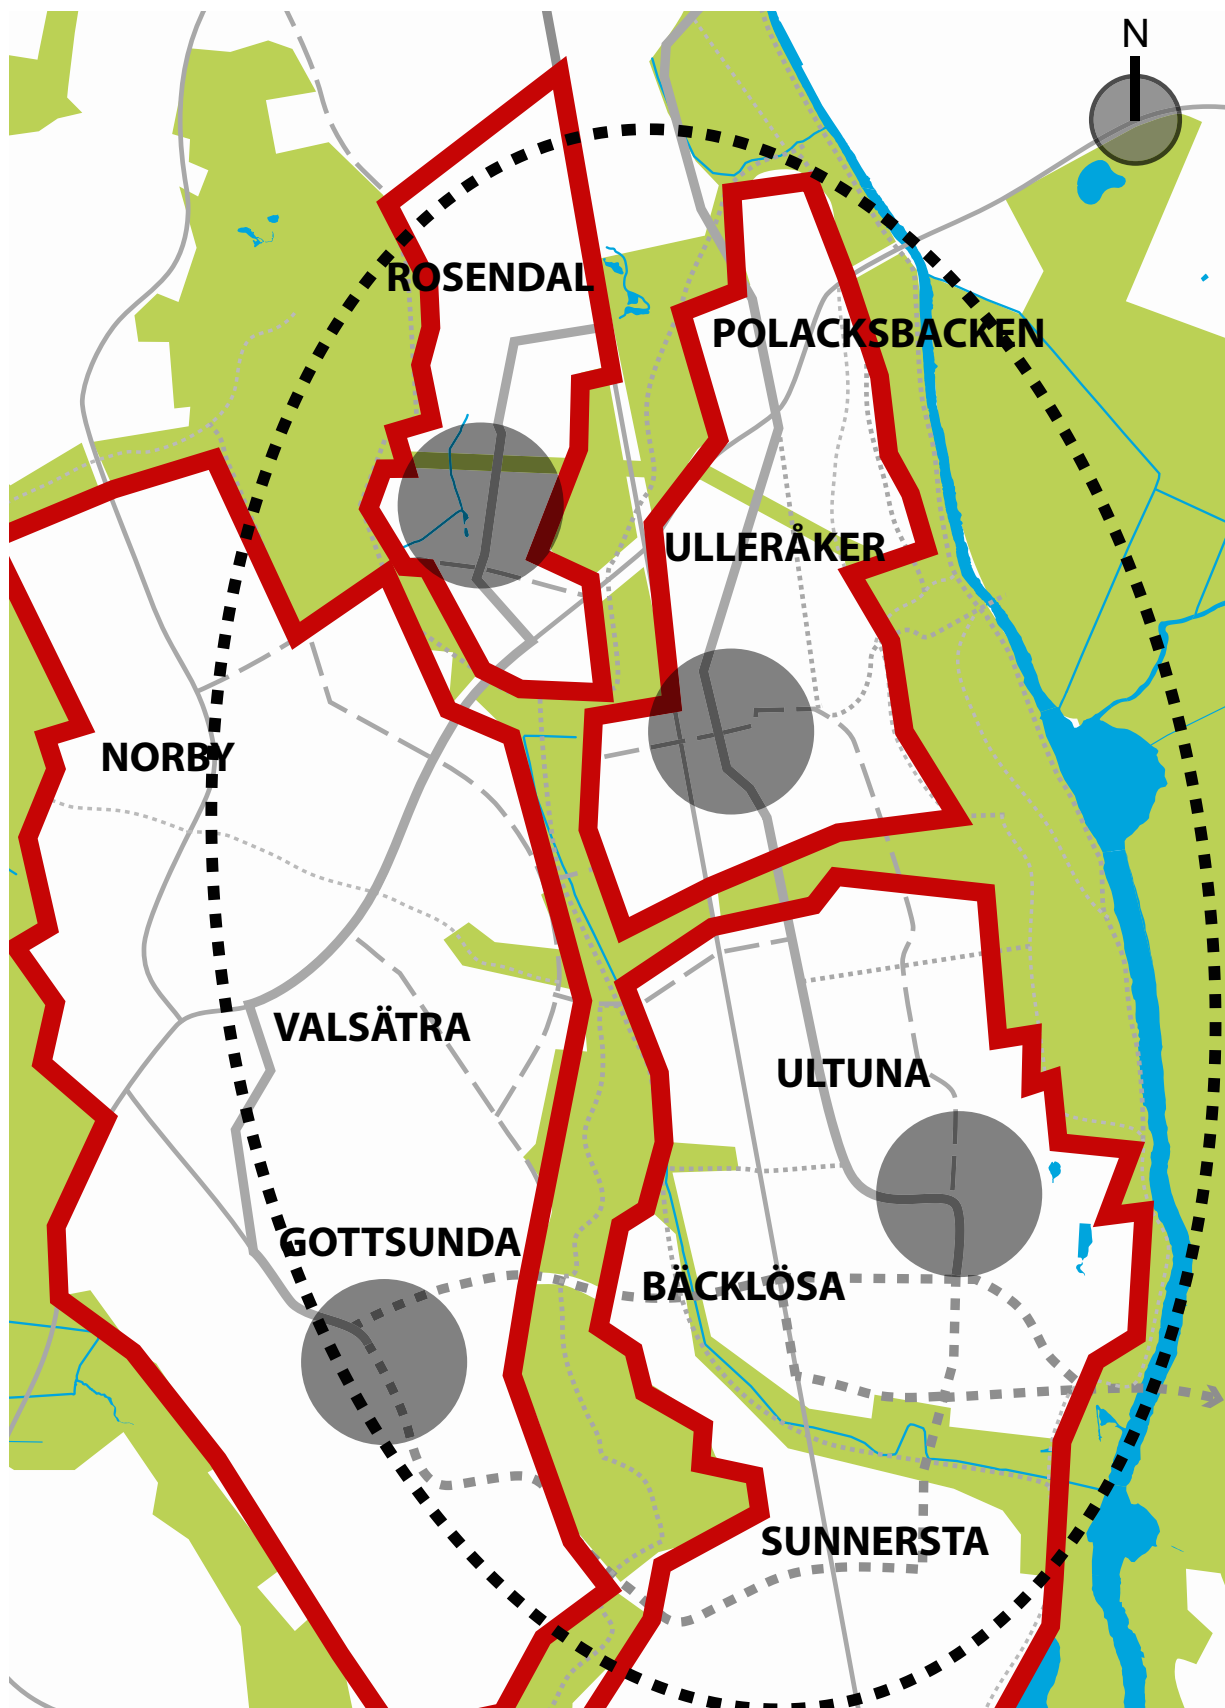 N
ROSENDAL
POLACKSBACKEN
ULLERÅKER
NORBY
VALSÄTRA
ULTUNA
GOTTSUNDA
BÄCKLÖSA
SUNNERSTA